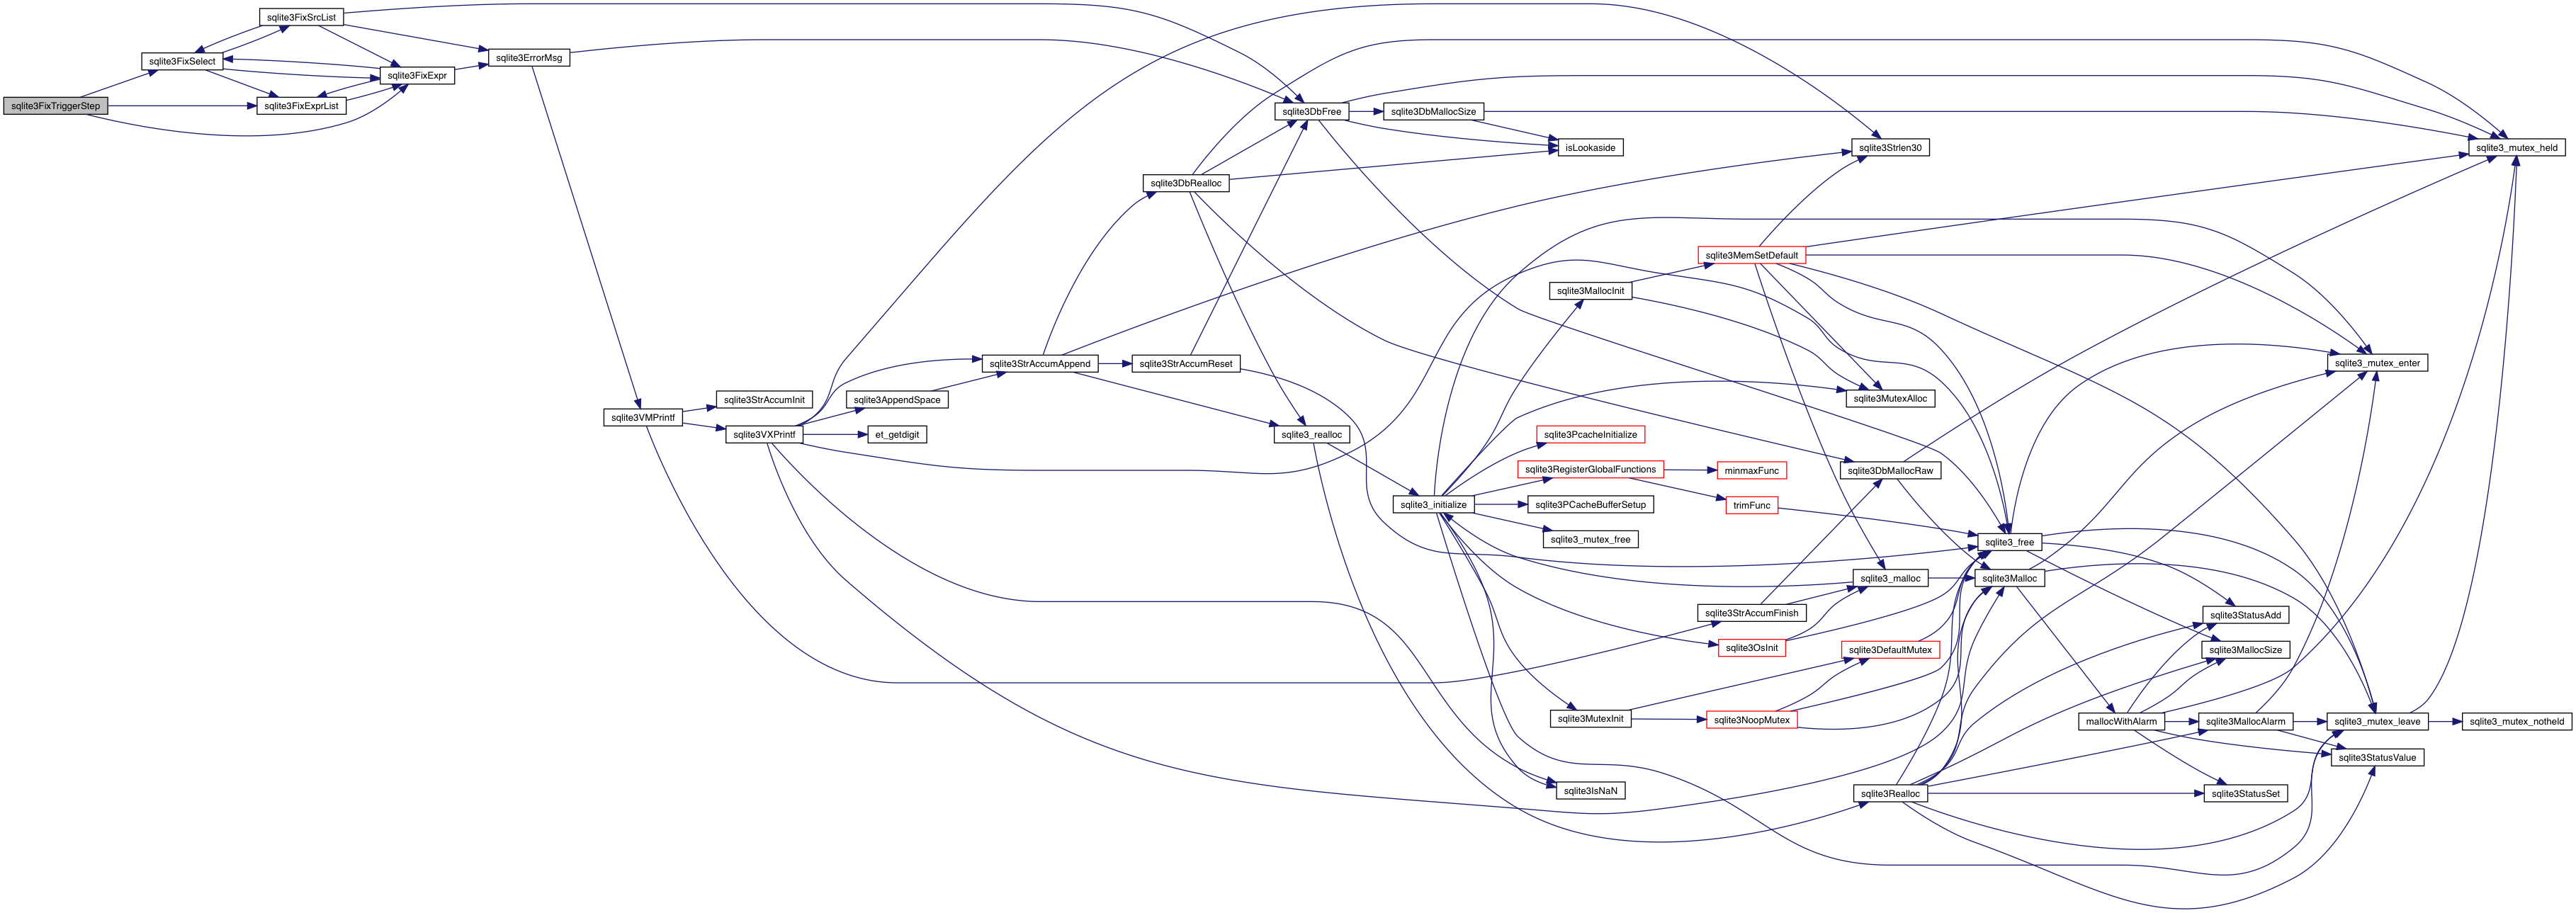 sqlite3FixTriggerStep
sqlite3FixSelect
sqlite3FixSrcList
sqlite3FixExprList
sqlite3FixExpr
sqlite3ErrorMsg
sqlite3VMPrintf
sqlite3StrAccumInit
sqlite3VXPrintf
sqlite3AppendSpace
et_getdigit
sqlite3StrAccumAppend
sqlite3StrAccumReset
sqlite3DbRealloc
sqlite3DbFree
sqlite3_realloc
sqlite3DbMallocSize
isLookaside
sqlite3_initialize
sqlite3MallocInit
sqlite3PcacheInitialize
sqlite3RegisterGlobalFunctions
sqlite3PCacheBufferSetup
sqlite3_mutex_free
sqlite3MutexInit
sqlite3IsNaN
sqlite3MemSetDefault
minmaxFunc
trimFunc
sqlite3StrAccumFinish
sqlite3OsInit
sqlite3NoopMutex
sqlite3Strlen30
sqlite3MutexAlloc
sqlite3DbMallocRaw
sqlite3_malloc
sqlite3DefaultMutex
sqlite3Realloc
sqlite3_free
sqlite3Malloc
mallocWithAlarm
sqlite3StatusAdd
sqlite3MallocSize
sqlite3MallocAlarm
sqlite3StatusSet
sqlite3_mutex_enter
sqlite3_mutex_leave
sqlite3StatusValue
sqlite3_mutex_held
sqlite3_mutex_notheld